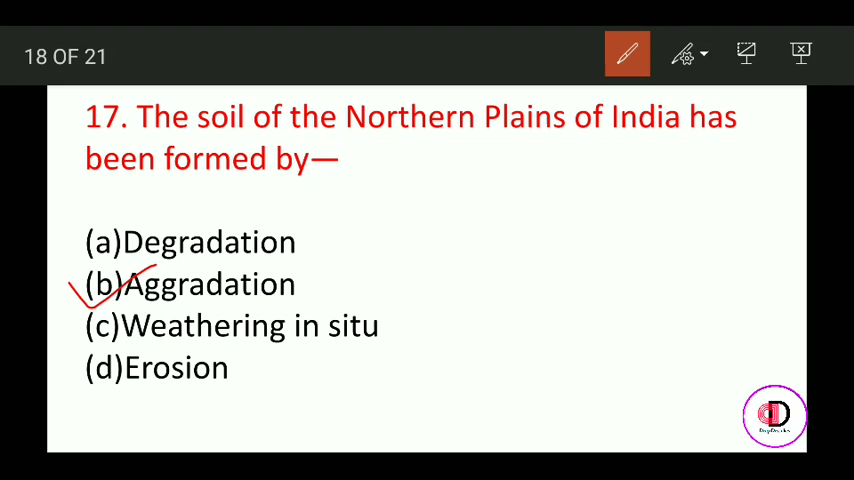 18 OF 21
17. The soil of the Northern Plains of India has
been formed by—
(a)Degradation
(b)Aggradation
(c)Weathering in situ
(d)Erosion